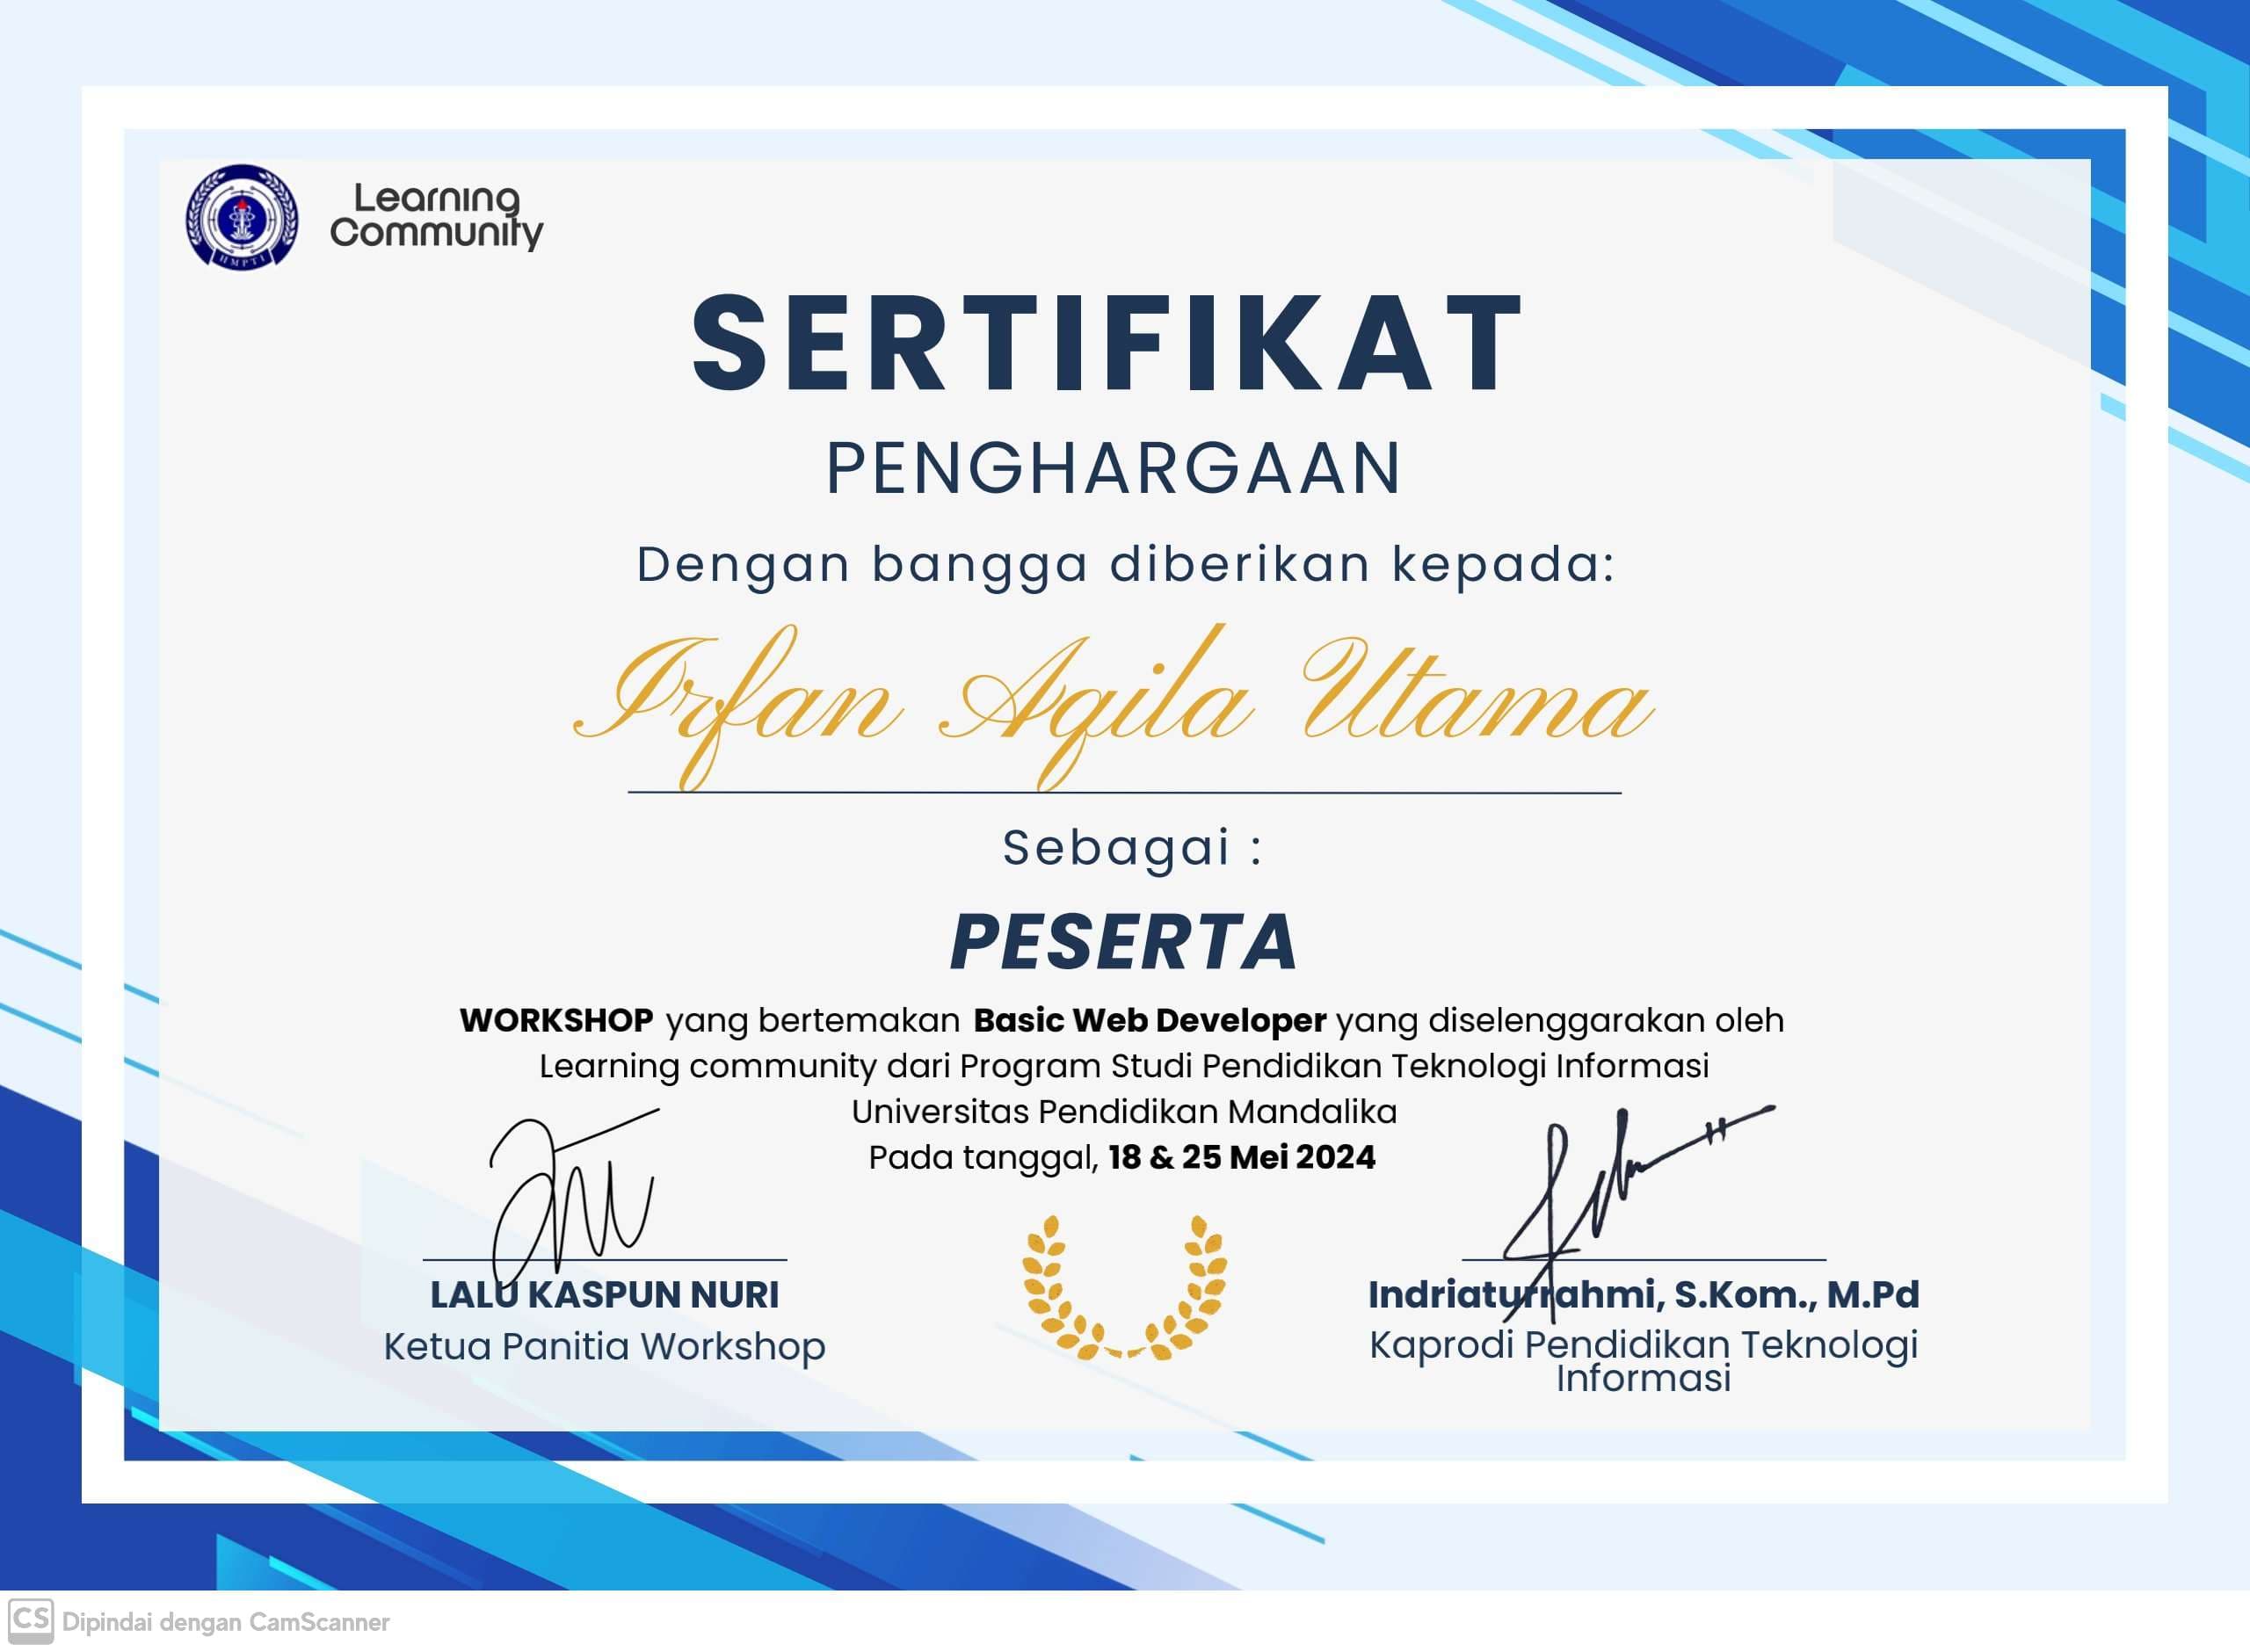 HMPTI
Learning
Community
SERTIFIKAT
PENGHARGAAN
Dengan bangga diberikan kepada:
Irfan Aqila Utama
Sebagai :
PESERTA
WORKSHOP yang bertemakan Basic Web Developer yang diselenggarakan oleh
Learning community dari Program Studi Pendidikan Teknologi Informasi
Universitas Pendidikan Mandalika
Pada tanggal, 18 & 25 Mei 2024
LALU KASPUN NURI
Ketua Panitia Workshop
Indriaturrahmi, S.Kom., M.Pd
Kaprodi Pendidikan Teknologi
Informasi
CS Dipindai dengan CamScanner